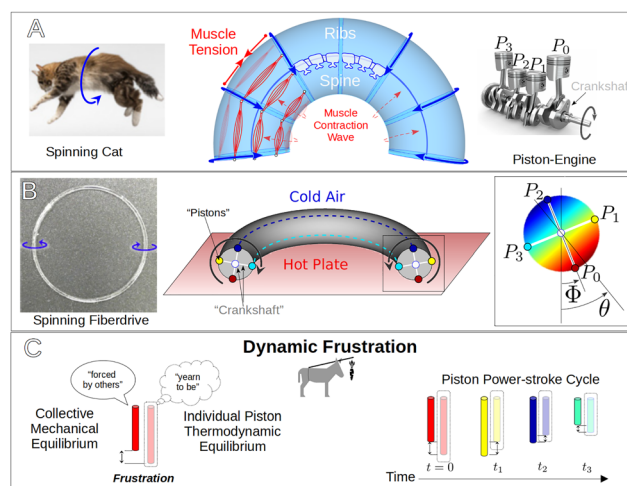 A
Muscle
Tension
Ribs
Spine
Muscle
Contraction
Wave
Spinning Cat
P₃
P₂
P₁
P₀
Crankshaft
Piston-Engine
B
Cold Air
"Pistons"
Hot Plate
"Crankshaft"
Spinning Fiberdrive
P₂
P₁
P₃
P₀
Φ
θ
C
Dynamic Frustration
"forced
by others"
"yearn
to be"
Collective
Mechanical
Equilibrium
Individual Piston
Thermodynamic
Equilibrium
Frustration
Piston Power-stroke Cycle
t = 0
t₁
t₂
t₃
Time